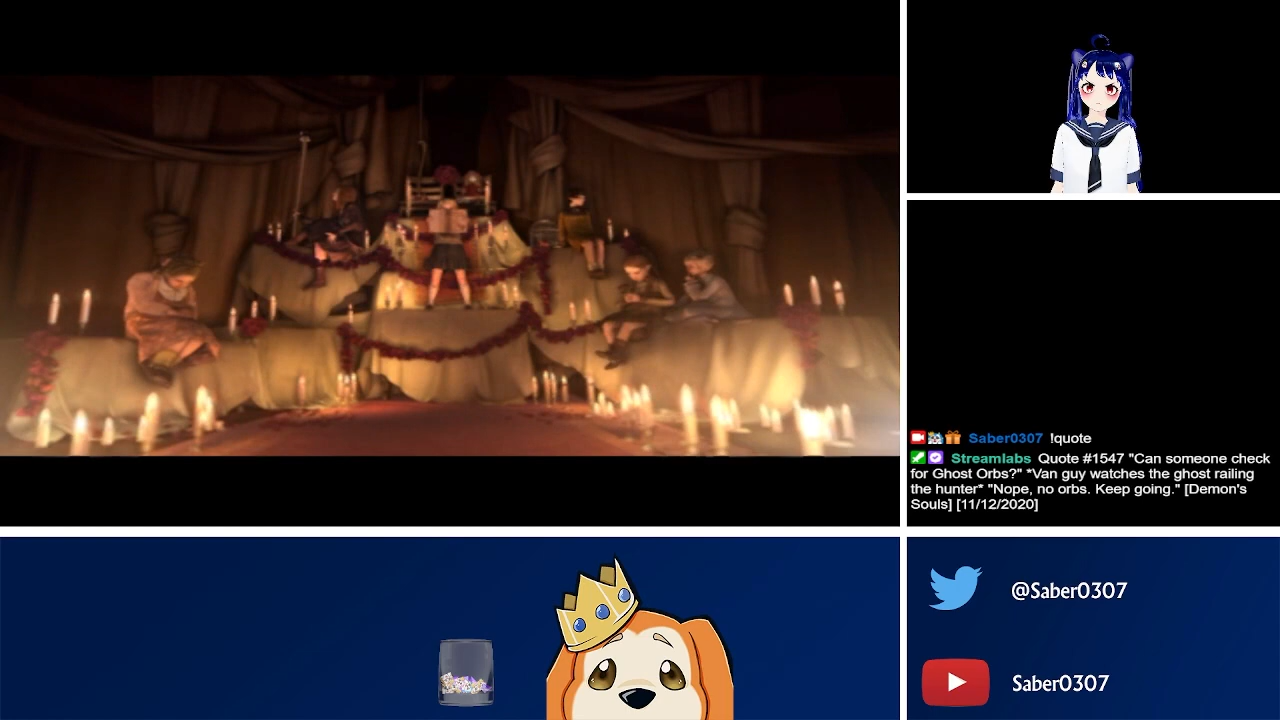 Saber0307 !quote
Streamlabs Quote #1547 "Can someone check
for Ghost Orbs?" *Van guy watches the ghost railing
the hunter* "Nope, no orbs. Keep going." [Demon's
Souls] [11/12/2020]
@Saber0307
Saber0307